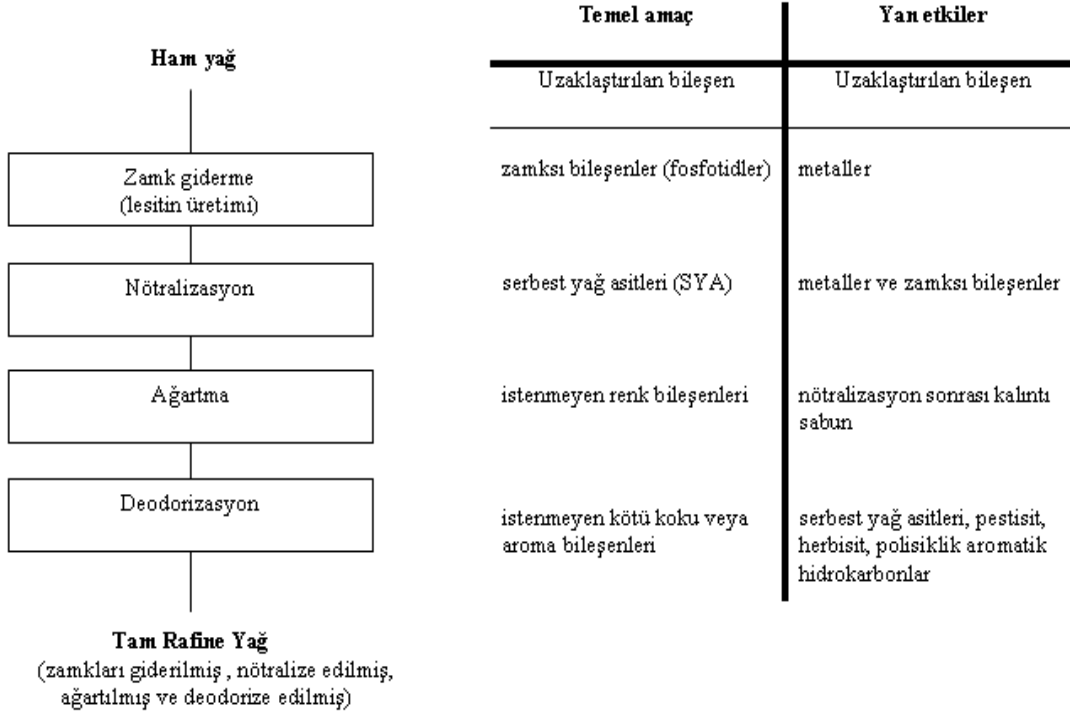 Ham yağ
Zamk giderme
(lesitin üretimi)
Nötralizasyon
Ağartma
Deodorizasyon
Tam Rafine Yağ
(zamkları giderilmiş , nötralize edilmiş,
ağartılmış ve deodorize edilmiş)
Temel amaç
Yan etkiler
Uzaklaştırılan bileşen
Uzaklaştırılan bileşen
zamksı bileşenler (fosfotidler)
metaller
serbest yağ asitleri (SYA)
metaller ve zamksı bileşenler
istenmeyen renk bileşenleri
nötralizasyon sonrası kalıntı
sabun
istenmeyen kötü koku veya
aroma bileşenleri
serbest yağ asitleri, pestisit,
herbisit, polisiklik aromatik
hidrokarbonlar